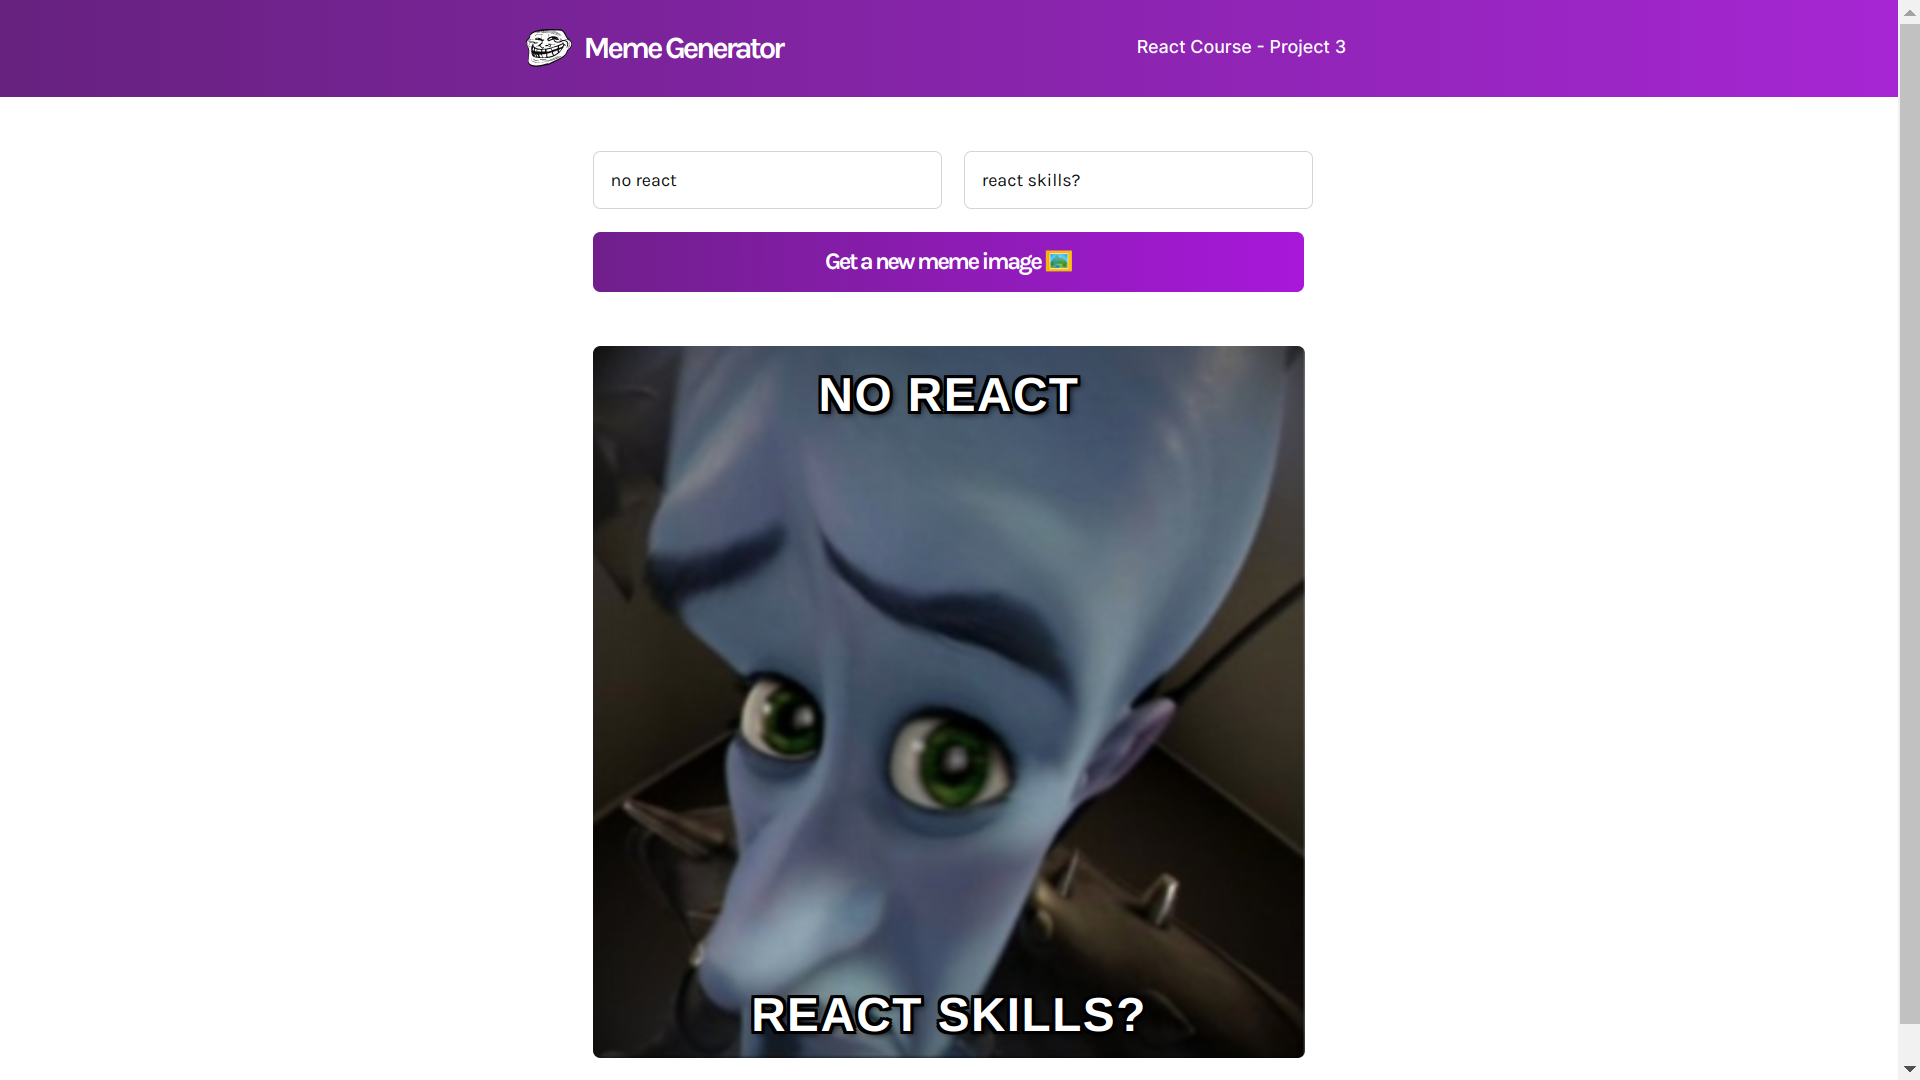 Meme Generator
React Course - Project 3
no react
react skills?
Get a new meme image 🖼️
NO REACT
REACT SKILLS?